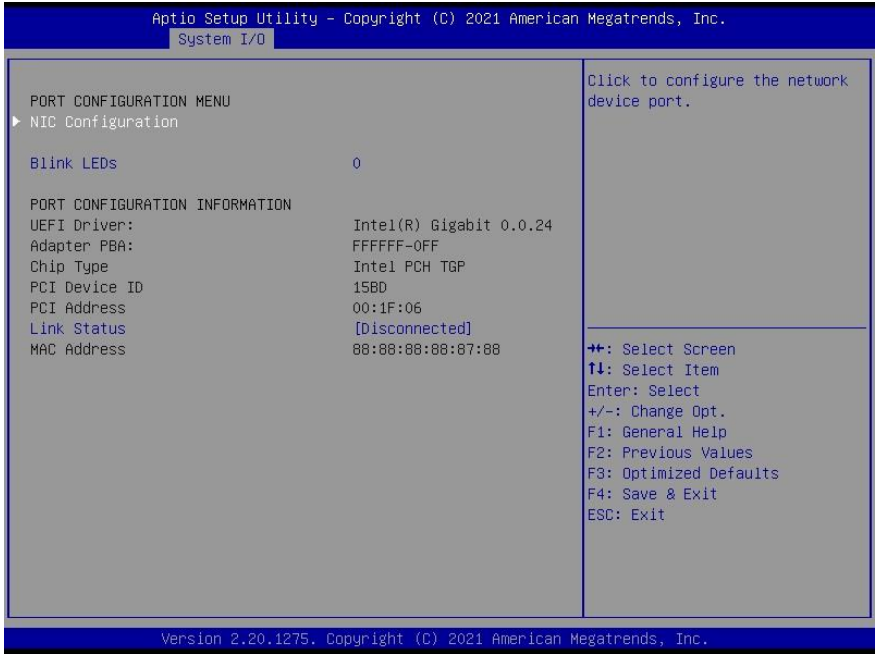 Aptio Setup Utility – Copyright (C) 2021 American Megatrends, Inc.
System I/O
PORT CONFIGURATION MENU
NIC Configuration
Blink LEDs 0
PORT CONFIGURATION INFORMATION
UEFI Driver: Intel(R) Gigabit 0.0.24
Adapter PBA: FFFFFF-0FF
Chip Type Intel PCH TGP
PCI Device ID 15BD
PCI Address 00:1F:06
Link Status [Disconnected]
MAC Address 88:88:88:88:87:88
Click to configure the network
device port.
→←: Select Screen
↑↓: Select Item
Enter: Select
+/-: Change Opt.
F1: General Help
F2: Previous Values
F3: Optimized Defaults
F4: Save & Exit
ESC: Exit
Version 2.20.1275. Copyright (C) 2021 American Megatrends, Inc.